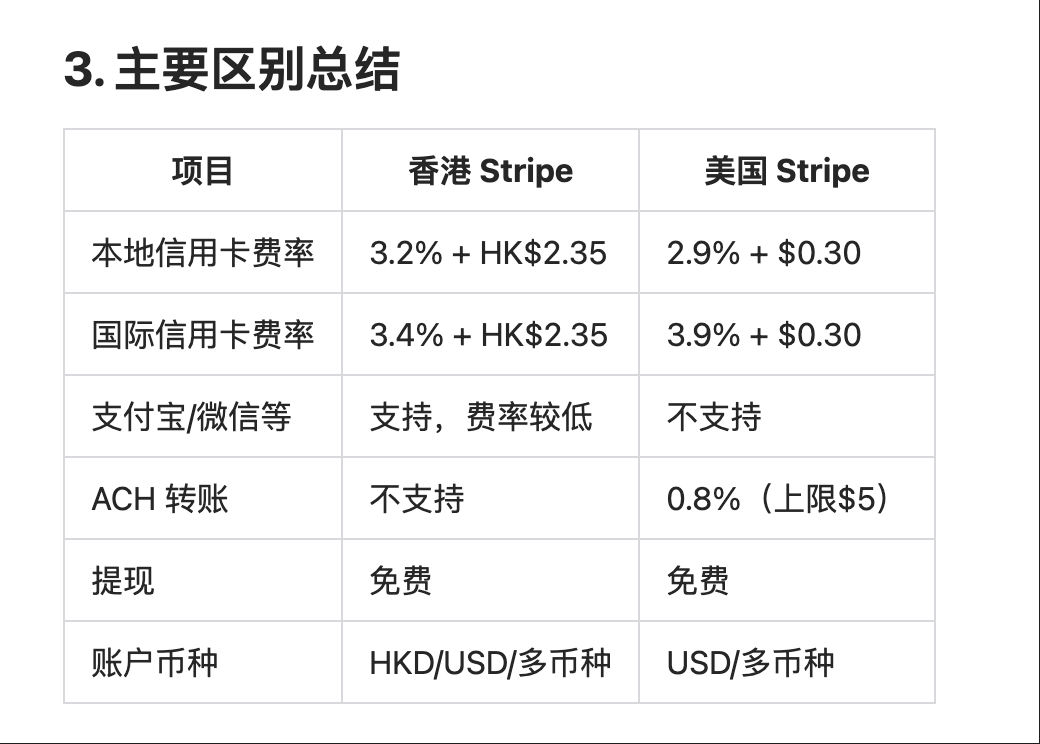 3. 主要区别总结
项目 香港 Stripe 美国 Stripe
本地信用卡费率 3.2% + HK$2.35 2.9% + $0.30
国际信用卡费率 3.4% + HK$2.35 3.9% + $0.30
支付宝/微信等 支持，费率较低 不支持
ACH 转账 不支持 0.8%（上限$5）
提现 免费 免费
账户币种 HKD/USD/多币种 USD/多币种